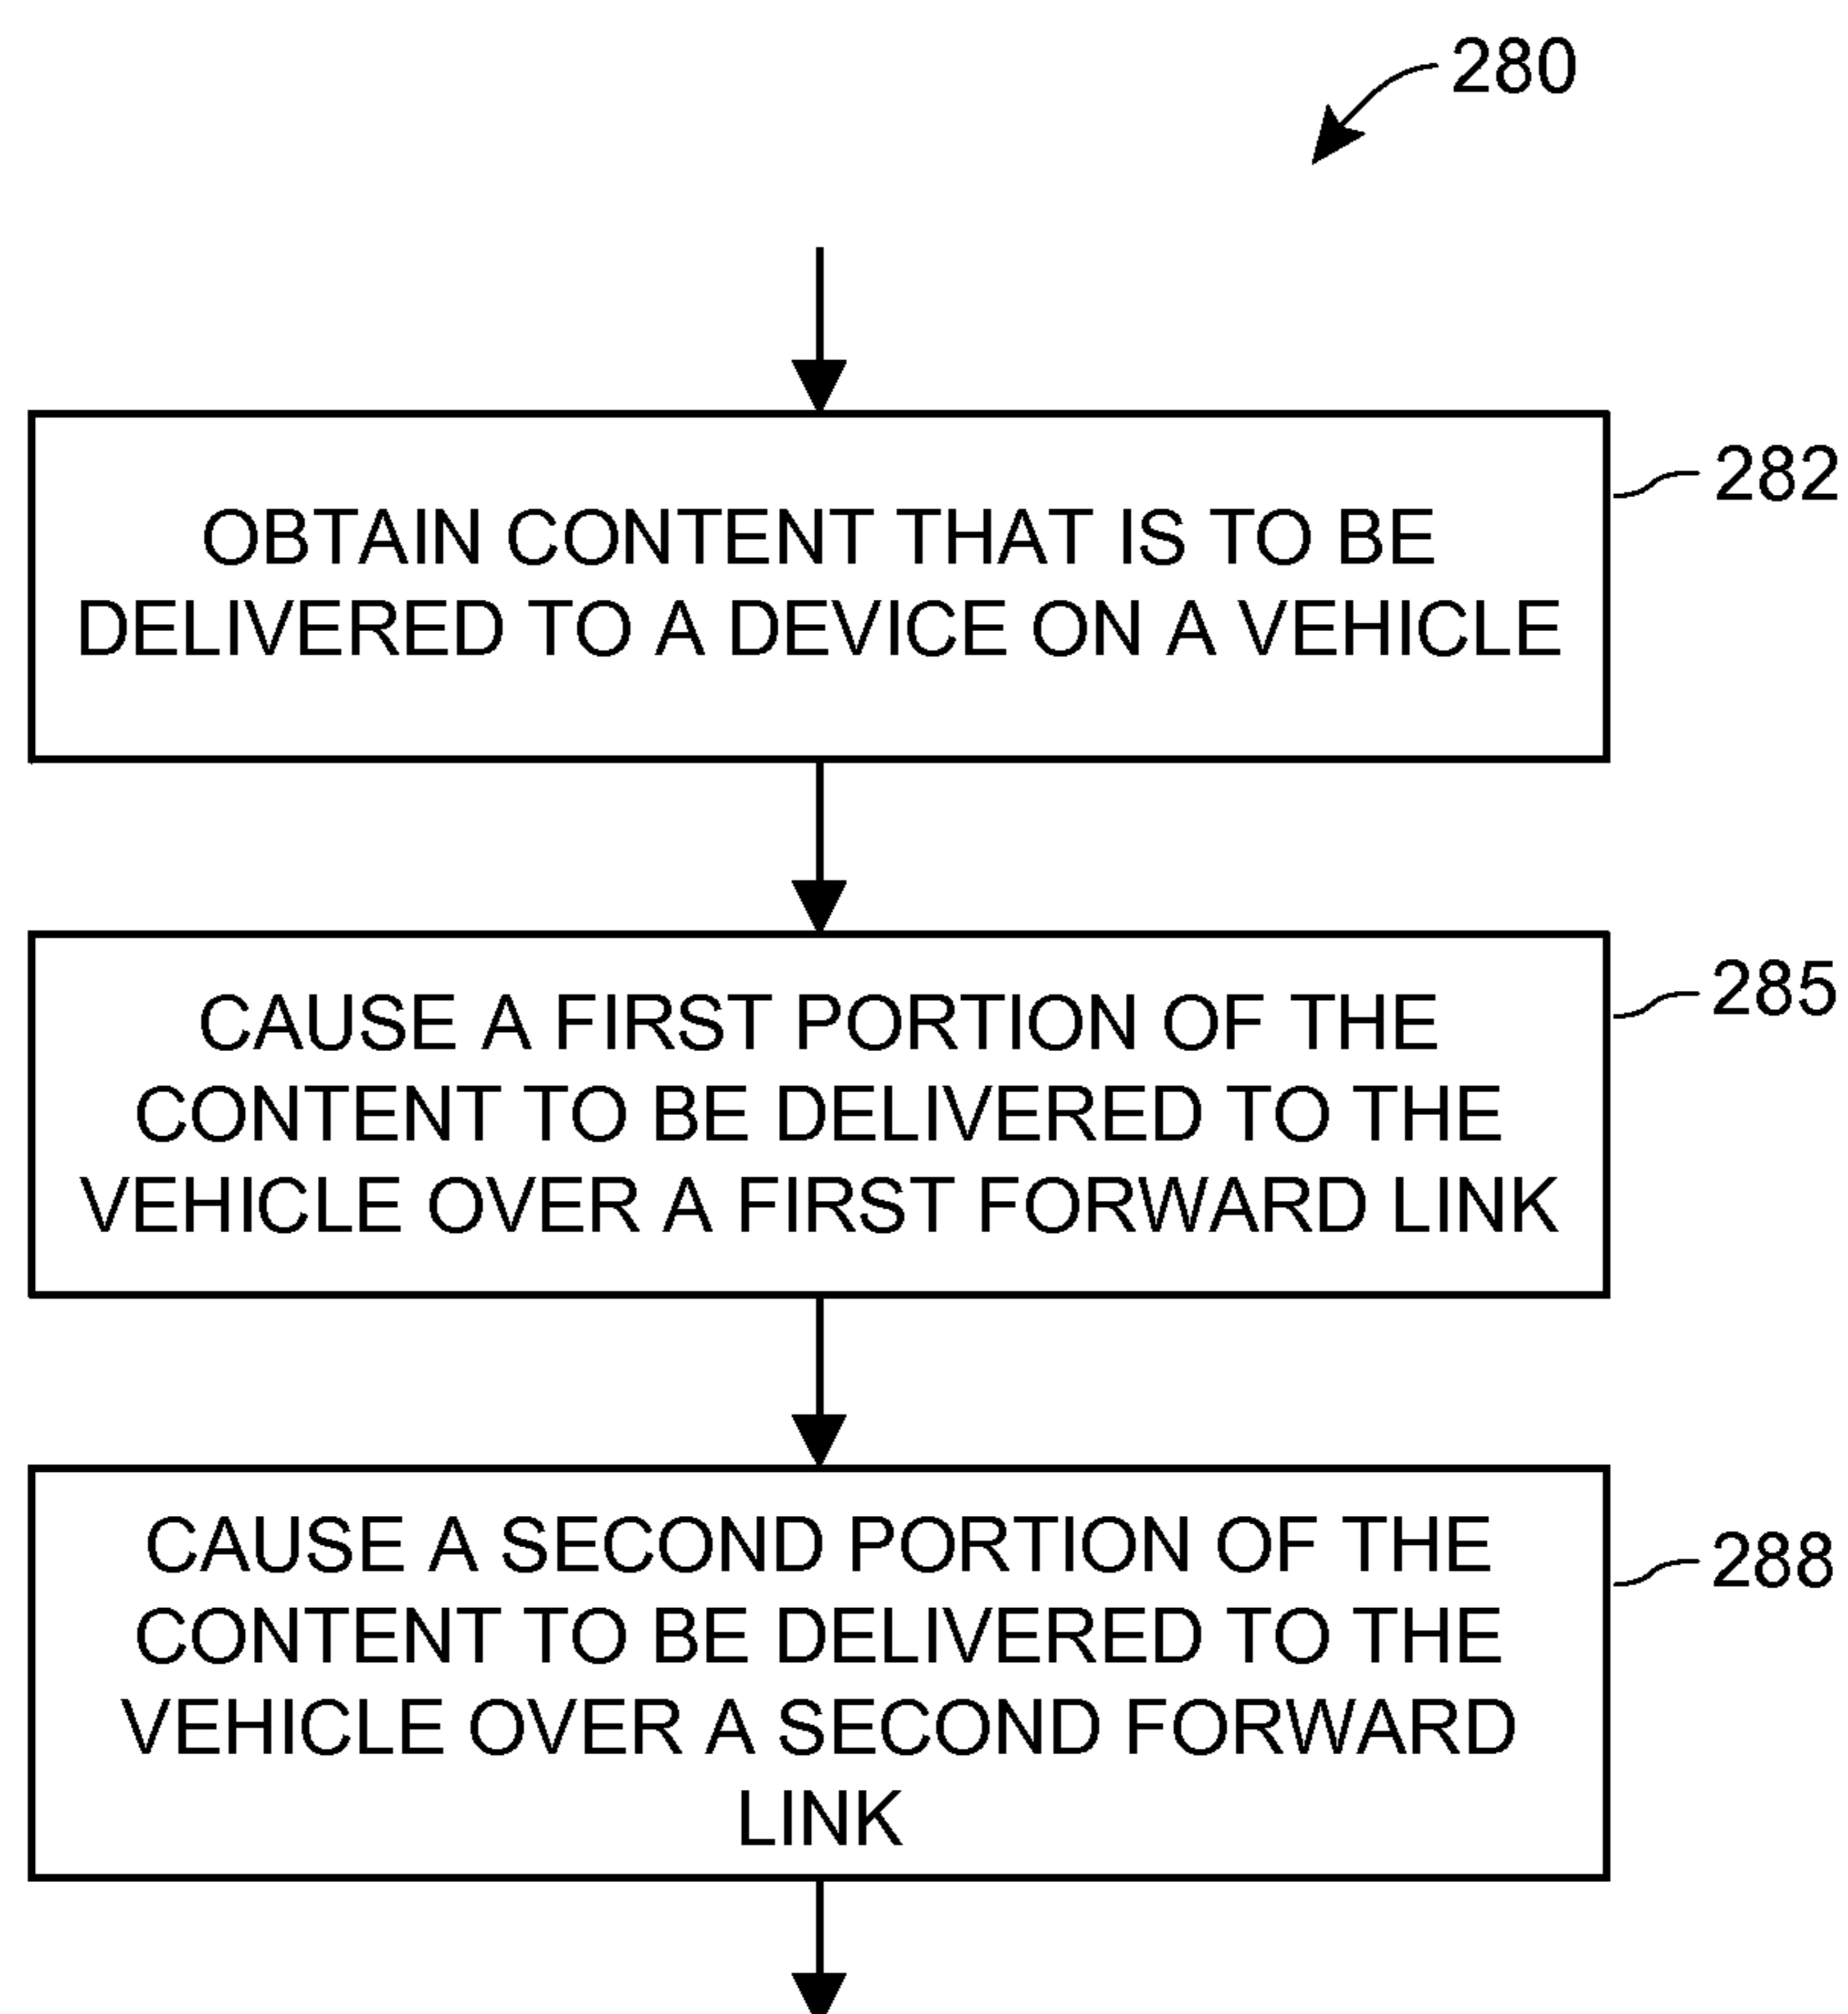 280
OBTAIN CONTENT THAT IS TO BE
DELIVERED TO A DEVICE ON A VEHICLE
282
CAUSE A FIRST PORTION OF THE
CONTENT TO BE DELIVERED TO THE
VEHICLE OVER A FIRST FORWARD LINK
285
CAUSE A SECOND PORTION OF THE
CONTENT TO BE DELIVERED TO THE
VEHICLE OVER A SECOND FORWARD
LINK
288